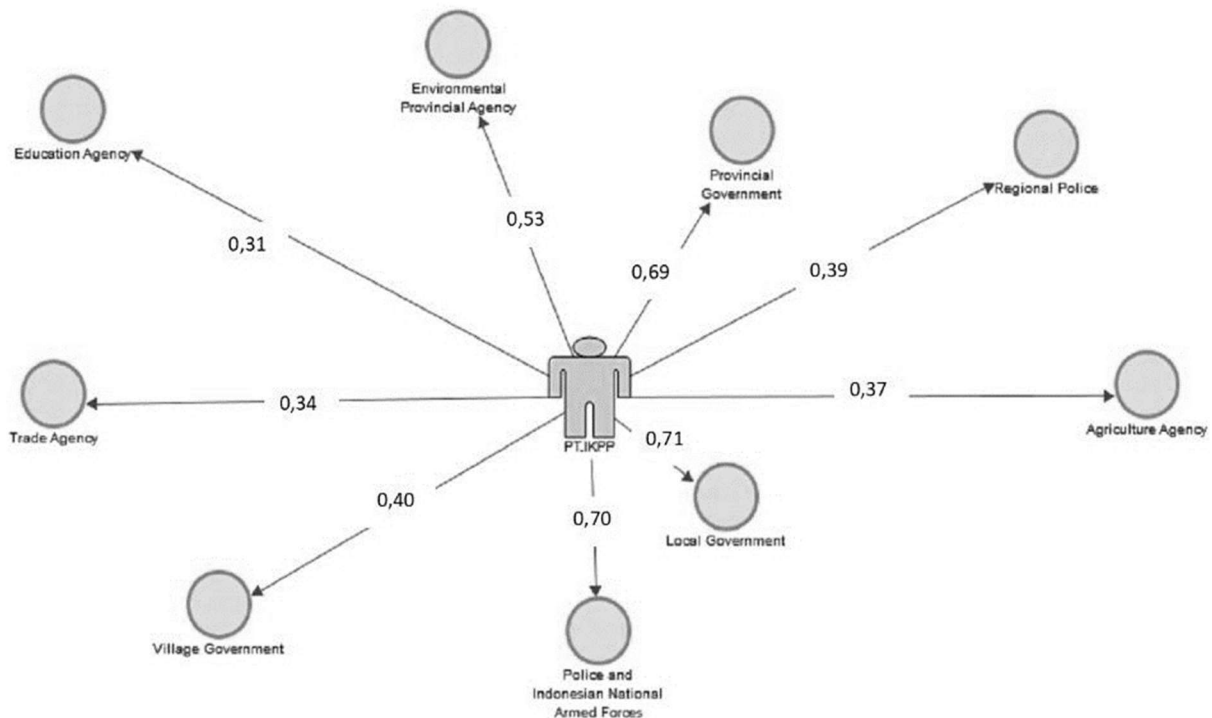 Environmental
Provincial Agency
Education Agency
Provincial
Government
Regional Police
0,53
0,31
0,69
0,39
Trade Agency
0,34
0,37
Agriculture Agency
PT.IKPP
0,71
0,40
0,70
Local Government
Village Government
Police and
Indonesian National
Armed Forces